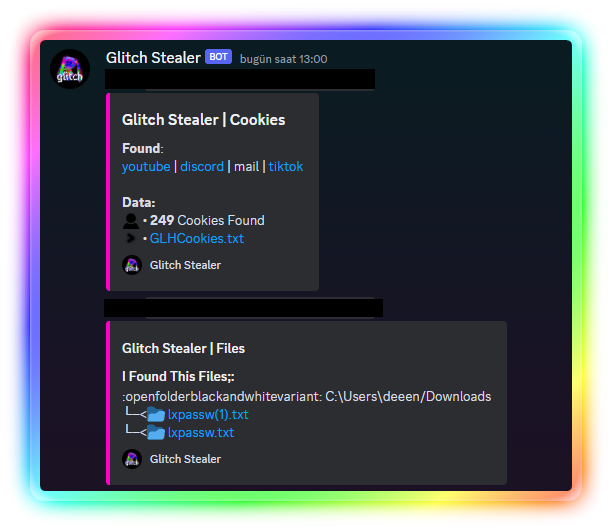 glitch
Glitch Stealer BOT bugün saat 13:00
Glitch Stealer | Cookies
Found:
youtube | discord | mail | tiktok
Data:
• 249 Cookies Found
• GLHCookies.txt
glitch Glitch Stealer
Glitch Stealer | Files
I Found This Files;:
:openfolderblackandwhitevariant: C:\Users\deeen/Downloads
└─<📂lxpassw(1).txt
└─<📂lxpassw.txt
glitch Glitch Stealer